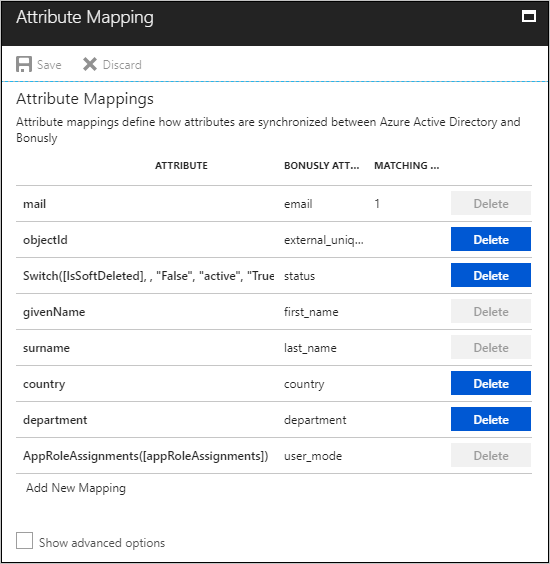 Attribute Mapping
Save Discard
Attribute Mappings
Attribute mappings define how attributes are synchronized between Azure Active Directory and
Bonusly
ATTRIBUTE BONUSLY ATT... MATCHING ...
mail email 1 Delete
objectId external_uniq... Delete
Switch([IsSoftDeleted], , "False", "active", "True status Delete
givenName first_name Delete
surname last_name Delete
country country Delete
department department Delete
AppRoleAssignments([appRoleAssignments]) user_mode Delete
Add New Mapping
Show advanced options